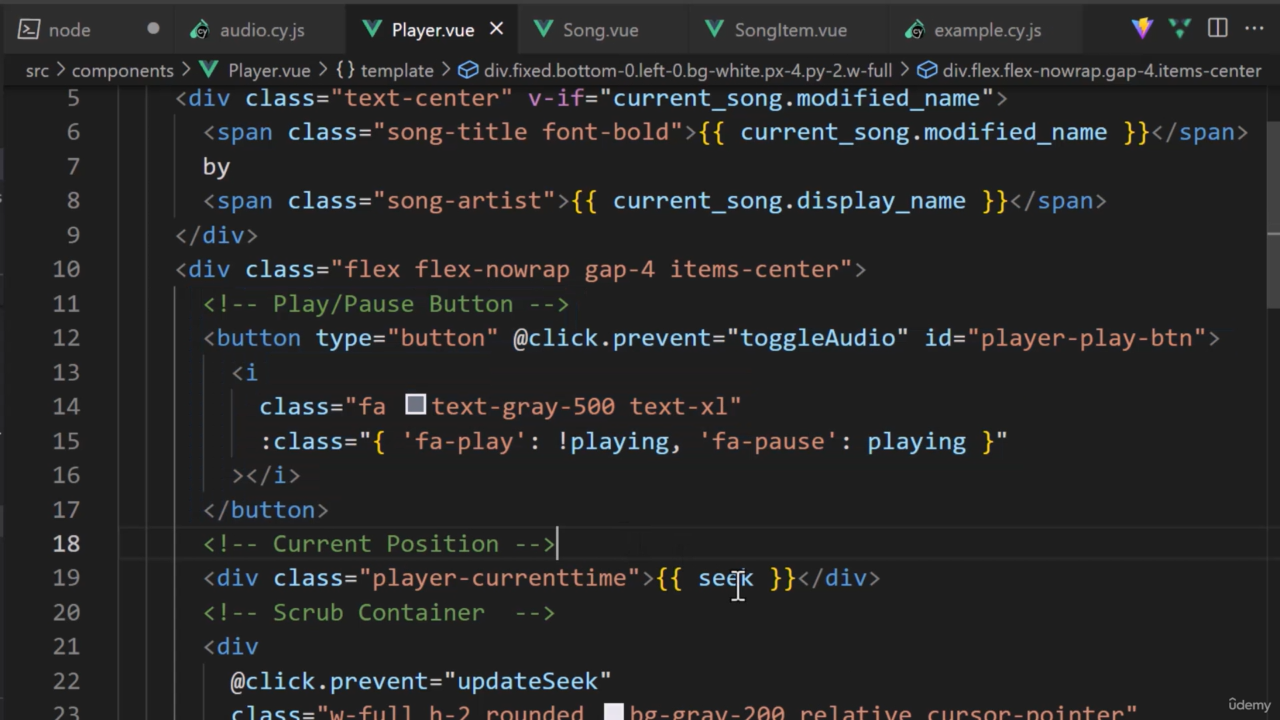 node
audio.cy.js
Player.vue
Song.vue
SongItem.vue
example.cy.js
src > components > Player.vue > {} template > div.fixed.bottom-0.left-0.bg-white.px-4.py-2.w-full > div.flex.flex-nowrap.gap-4.items-center
5 <div class="text-center" v-if="current_song.modified_name">
6 <span class="song-title font-bold">{{ current_song.modified_name }}</span>
7 by
8 <span class="song-artist">{{ current_song.display_name }}</span>
9 </div>
10 <div class="flex flex-nowrap gap-4 items-center">
11 <!-- Play/Pause Button -->
12 <button type="button" @click.prevent="toggleAudio" id="player-play-btn">
13 <i
14 class="fa text-gray-500 text-xl"
15 :class="{ 'fa-play': !playing, 'fa-pause': playing }"
16 ></i>
17 </button>
18 <!-- Current Position -->
19 <div class="player-currenttime">{{ seek }}</div>
20 <!-- Scrub Container  -->
21 <div
22 @click.prevent="updateSeek"
23 class="w-full h-2 rounded bg-gray-200 relative cursor-pointer"
ûdemy